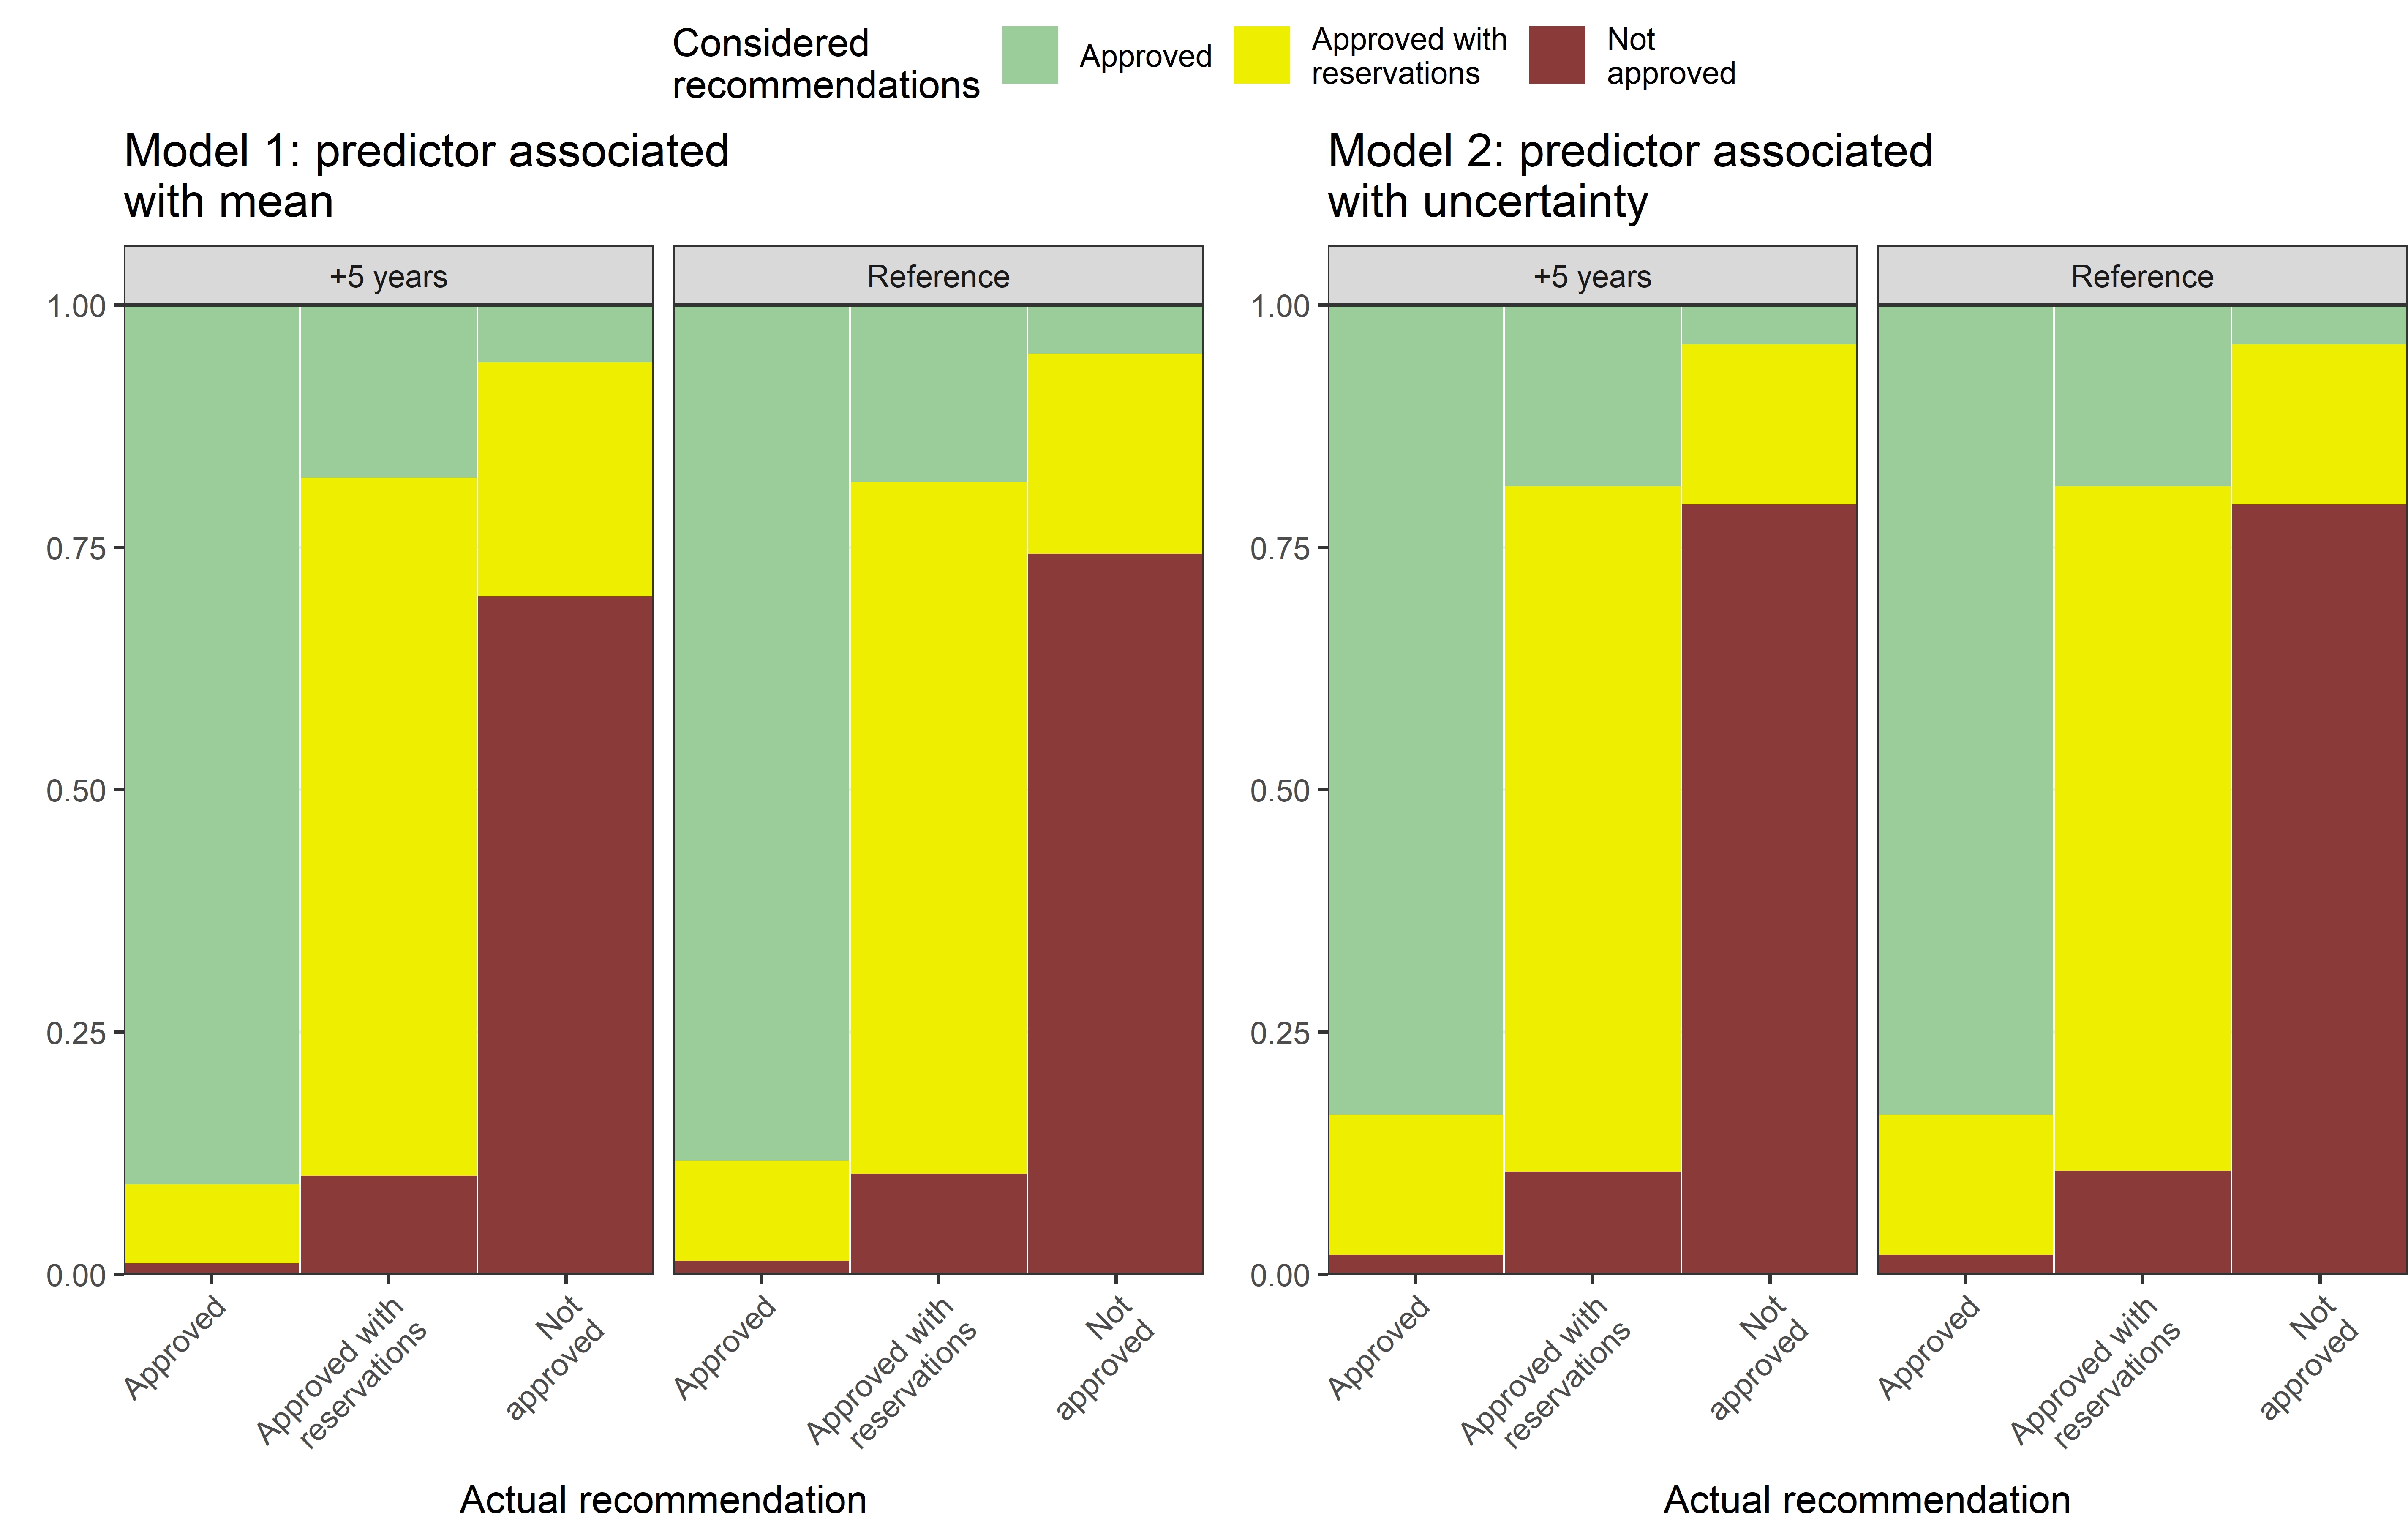 Considered
recommendations
Approved
Approved with
reservations
Not
approved
Model 1: predictor associated
with mean
+5 years
Reference
1.00
0.75
0.50
0.25
0.00
Approved
Approved with
reservations
Not
approved
Approved
Approved with
reservations
Not
approved
Actual recommendation
Model 2: predictor associated
with uncertainty
+5 years
Reference
1.00
0.75
0.50
0.25
0.00
Approved
Approved with
reservations
Not
approved
Approved
Approved with
reservations
Not
approved
Actual recommendation